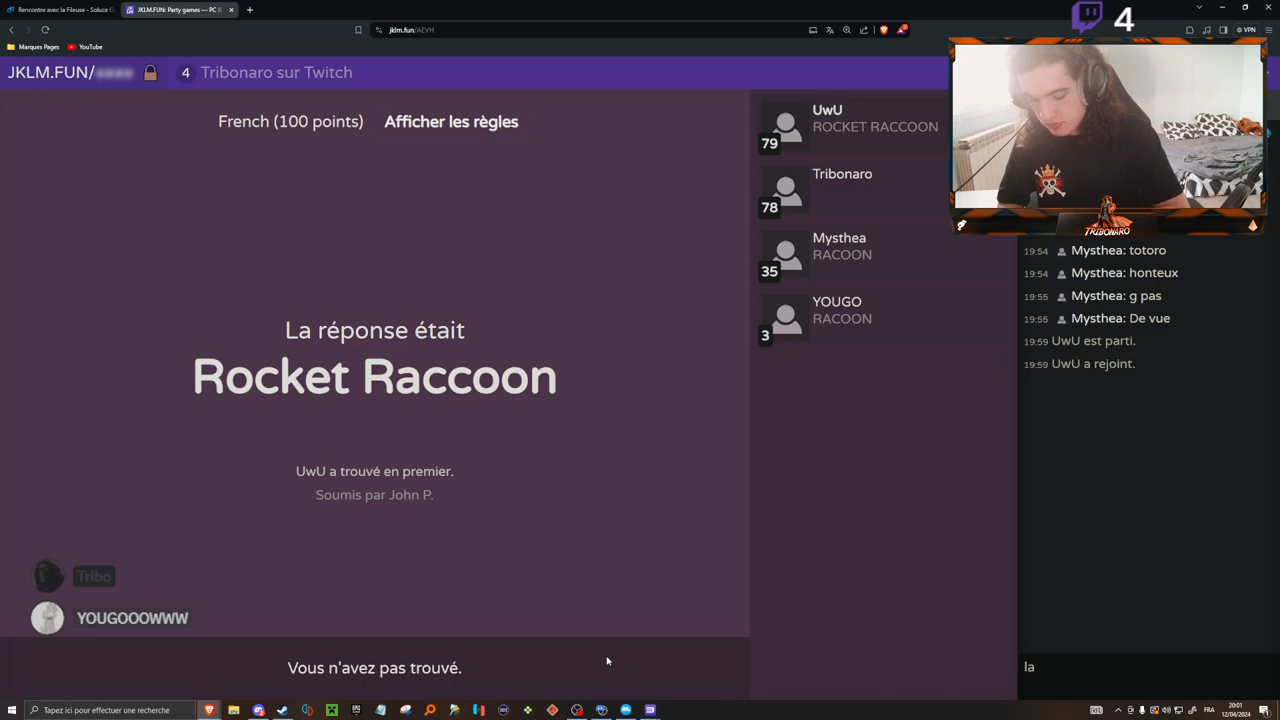 Rencontre avec la Fileuse - Soluce G
JKLM.FUN: Party games — PC &
4
jklm.fun/AEVH
VPN
Marques Pages
YouTube
JKLM.FUN/
4
Tribonaro sur Twitch
French (100 points)
Afficher les règles
La réponse était
Rocket Raccoon
UwU a trouvé en premier.
Soumis par John P.
Tribo
YOUGOOOWWW
Vous n'avez pas trouvé.
UwU
ROCKET RACCOON
79
Tribonaro
78
Mysthea
RACOON
35
YOUGO
RACOON
3
TRIBONARO
19:54 Mysthea: totoro
19:54 Mysthea: honteux
19:55 Mysthea: g pas
19:55 Mysthea: De vue
19:59 UwU est parti.
19:59 UwU a rejoint.
la
Tapez ici pour effectuer une recherche
EPIC
FR
20:01
12/04/2024